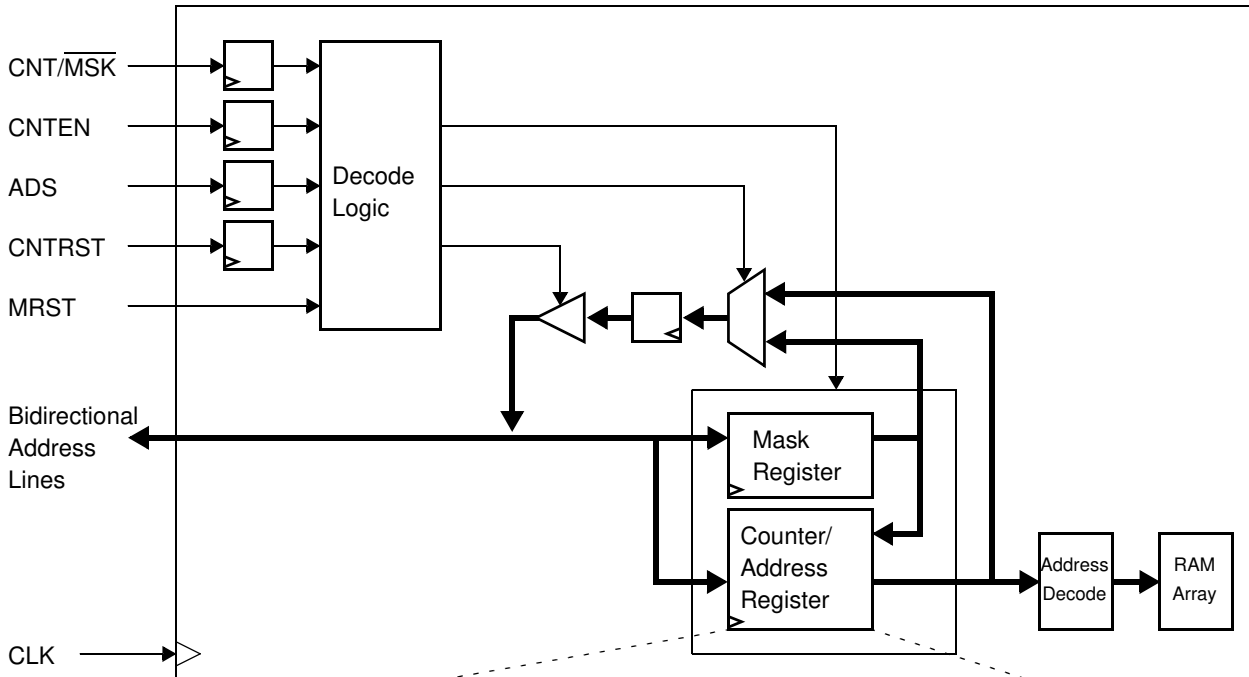 CNT/M̅S̅K̅
CNTEN
ADS
CNTRST
MRST
Decode
Logic
Bidirectional
Address
Lines
Mask
Register
Counter/
Address
Register
Address
Decode
RAM
Array
CLK